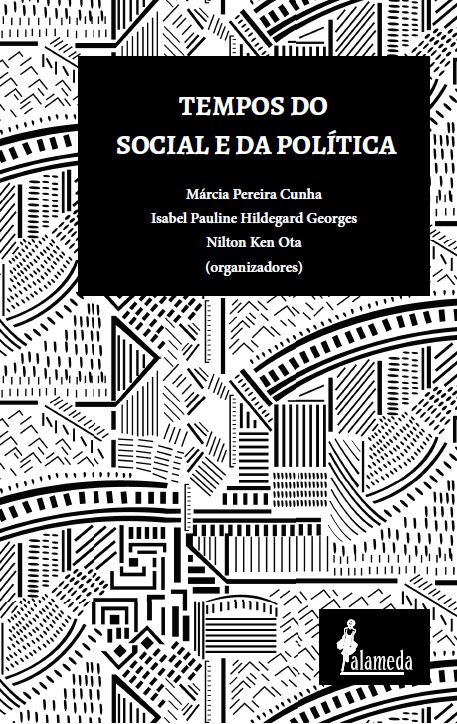 TEMPOS DO
SOCIAL E DA POLÍTICA
Márcia Pereira Cunha
Isabel Pauline Hildegard Georges
Nilton Ken Ota
(organizadores)
alameda